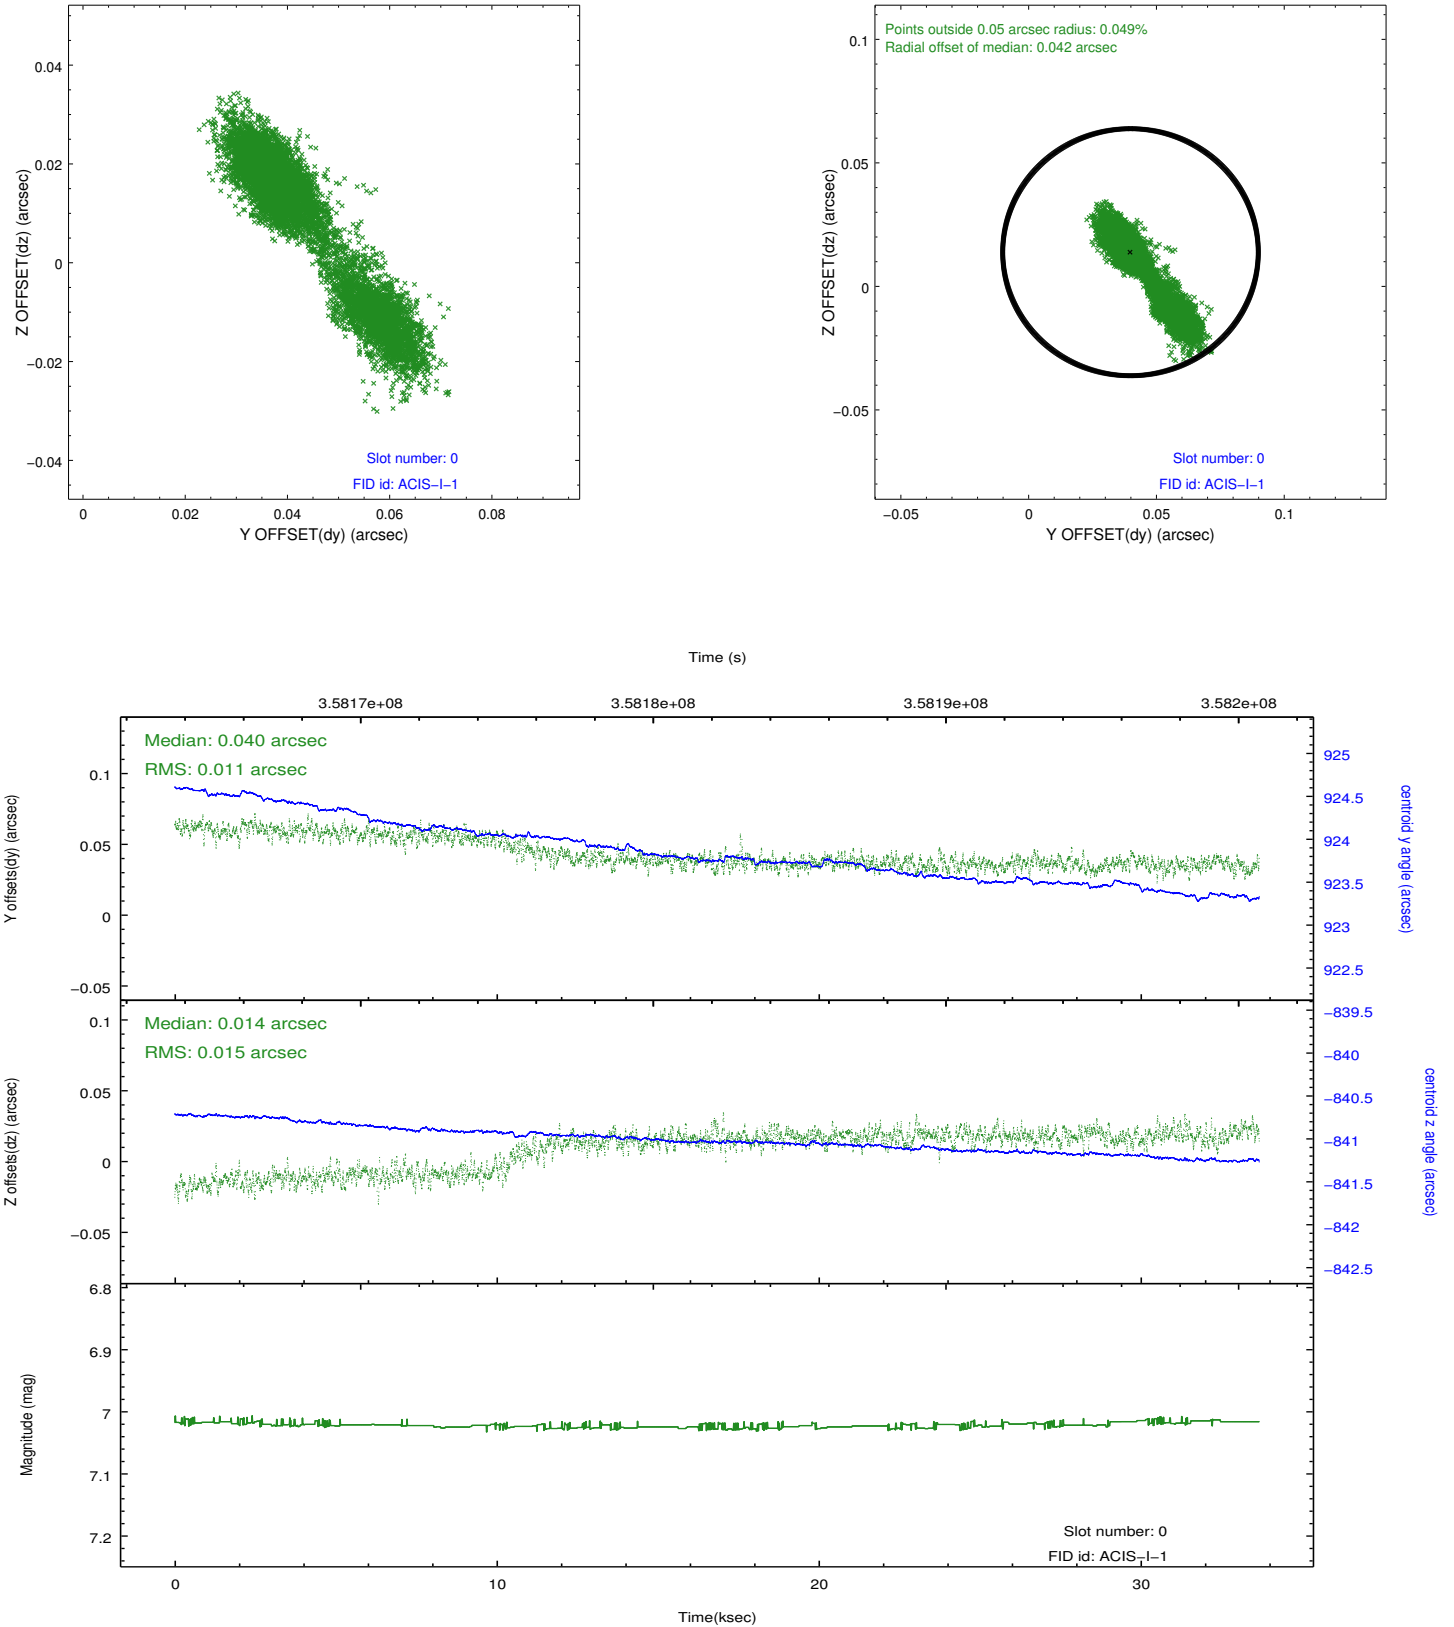 0.04
0.02
0
−0.02
−0.04
Z OFFSET(dz) (arcsec)
Slot number: 0
FID id: ACIS−I−1
0 0.02 0.04 0.06 0.08
Y OFFSET(dy) (arcsec)
Points outside 0.05 arcsec radius: 0.049%
Radial offset of median: 0.042 arcsec
0.1
0.05
0
−0.05
Z OFFSET(dz) (arcsec)
Slot number: 0
FID id: ACIS−I−1
−0.05 0 0.05 0.1
Y OFFSET(dy) (arcsec)
Time (s)
3.5817e+08 3.5818e+08 3.5819e+08 3.582e+08
Median: 0.040 arcsec
RMS: 0.011 arcsec
0.1
0.05
0
−0.05
Y offsets(dy) (arcsec)
925
924.5
924
923.5
923
922.5
centroid y angle (arcsec)
Median: 0.014 arcsec
RMS: 0.015 arcsec
0.1
0.05
0
−0.05
Z offsets(dz) (arcsec)
−839.5
−840
−840.5
−841
−841.5
−842
−842.5
centroid z angle (arcsec)
6.8
6.9
7
7.1
7.2
Magnitude (mag)
Slot number: 0
FID id: ACIS−I−1
0 10 20 30
Time(ksec)